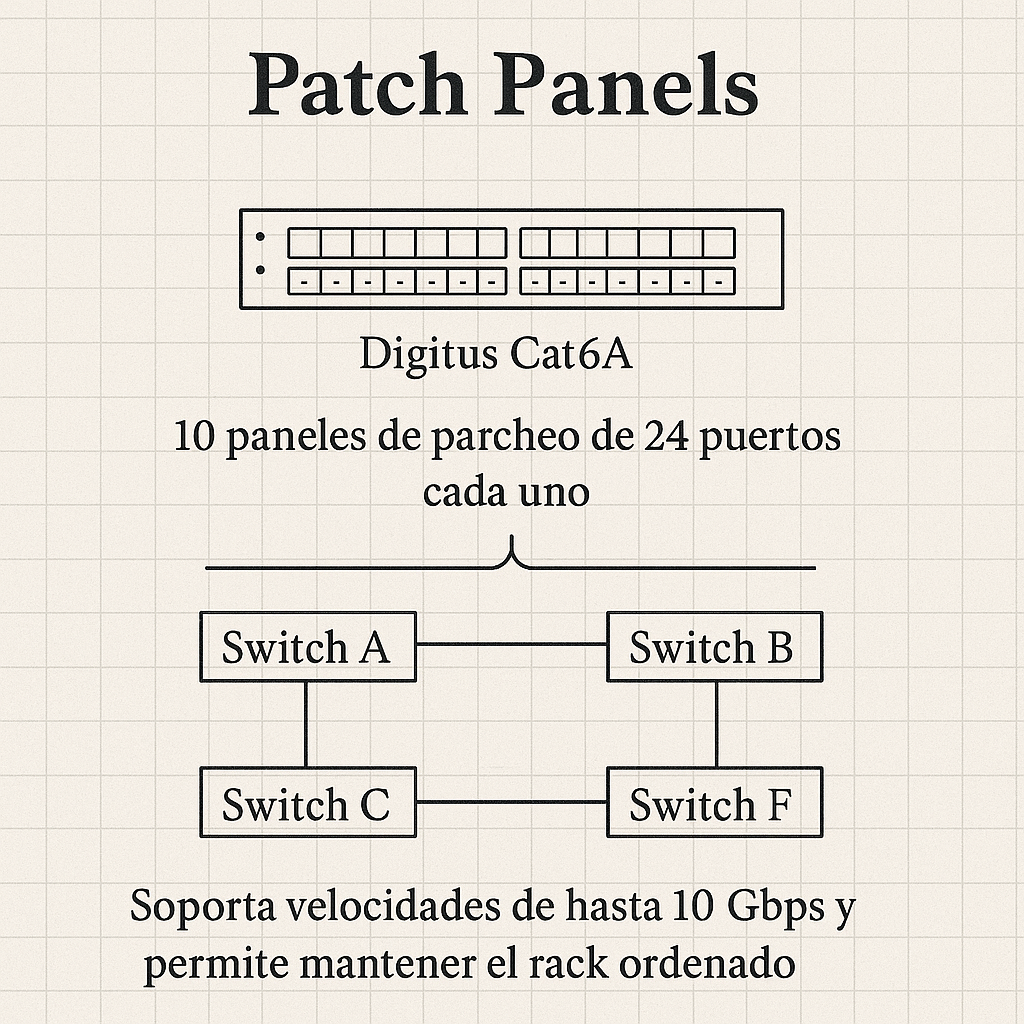 Patch Panels
Digitus Cat6A
10 paneles de parcheo de 24 puertos
cada uno
Switch A
Switch B
Switch C
Switch F
Soporta velocidades de hasta 10 Gbps y
permite mantener el rack ordenado